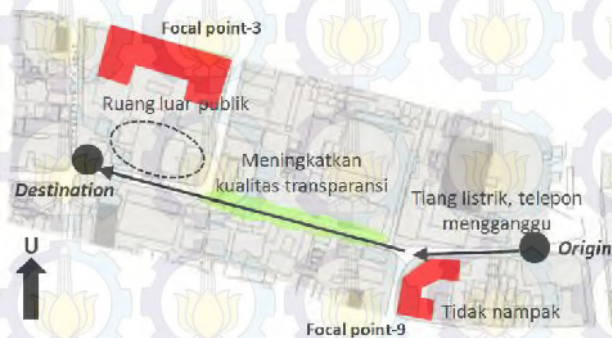 Focal point-3
Ruang luar publik
Meningkatkan
kualitas transparansi
Destination
Tiang listrik, telepon
mengganggu
Origin
U
Tidak nampak
Focal point-9